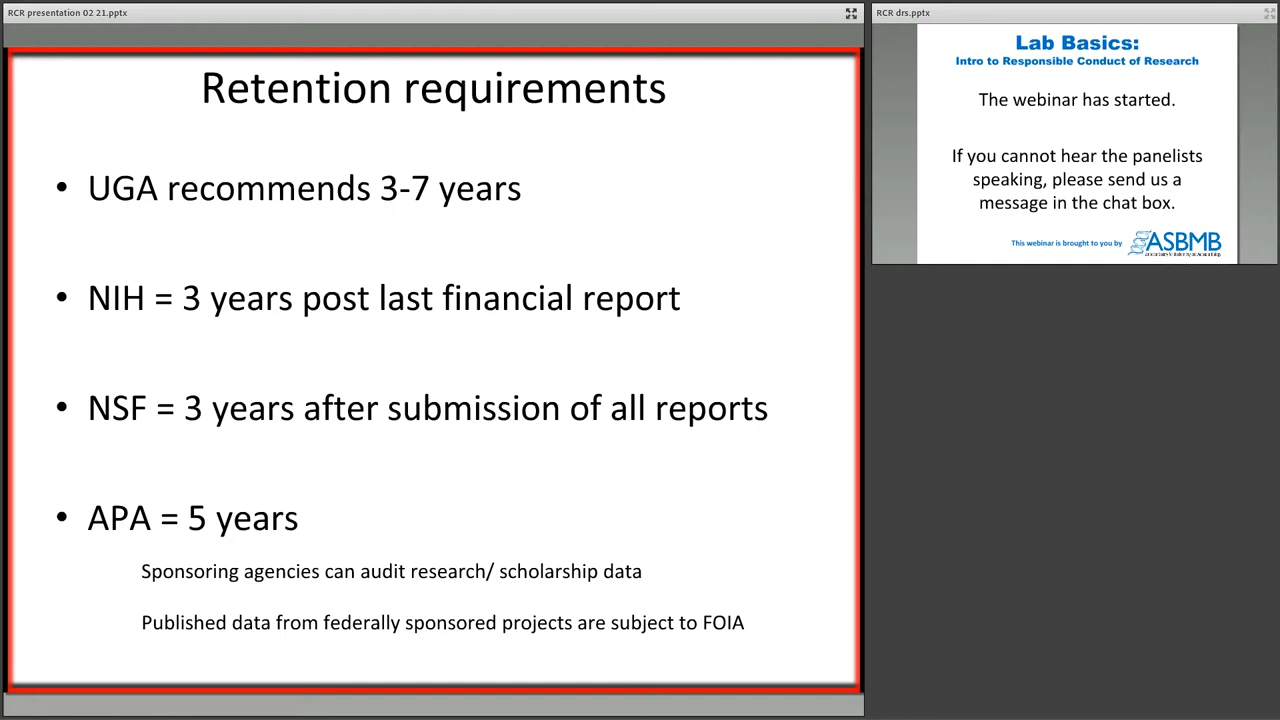 RCR presentation 02 21.pptx
Retention requirements
• UGA recommends 3-7 years
• NIH = 3 years post last financial report
• NSF = 3 years after submission of all reports
• APA = 5 years
Sponsoring agencies can audit research/ scholarship data
Published data from federally sponsored projects are subject to FOIA
RCR drs.pptx
Lab Basics:
Intro to Responsible Conduct of Research
The webinar has started.
If you cannot hear the panelists
speaking, please send us a
message in the chat box.
This webinar is brought to you by
ASBMB